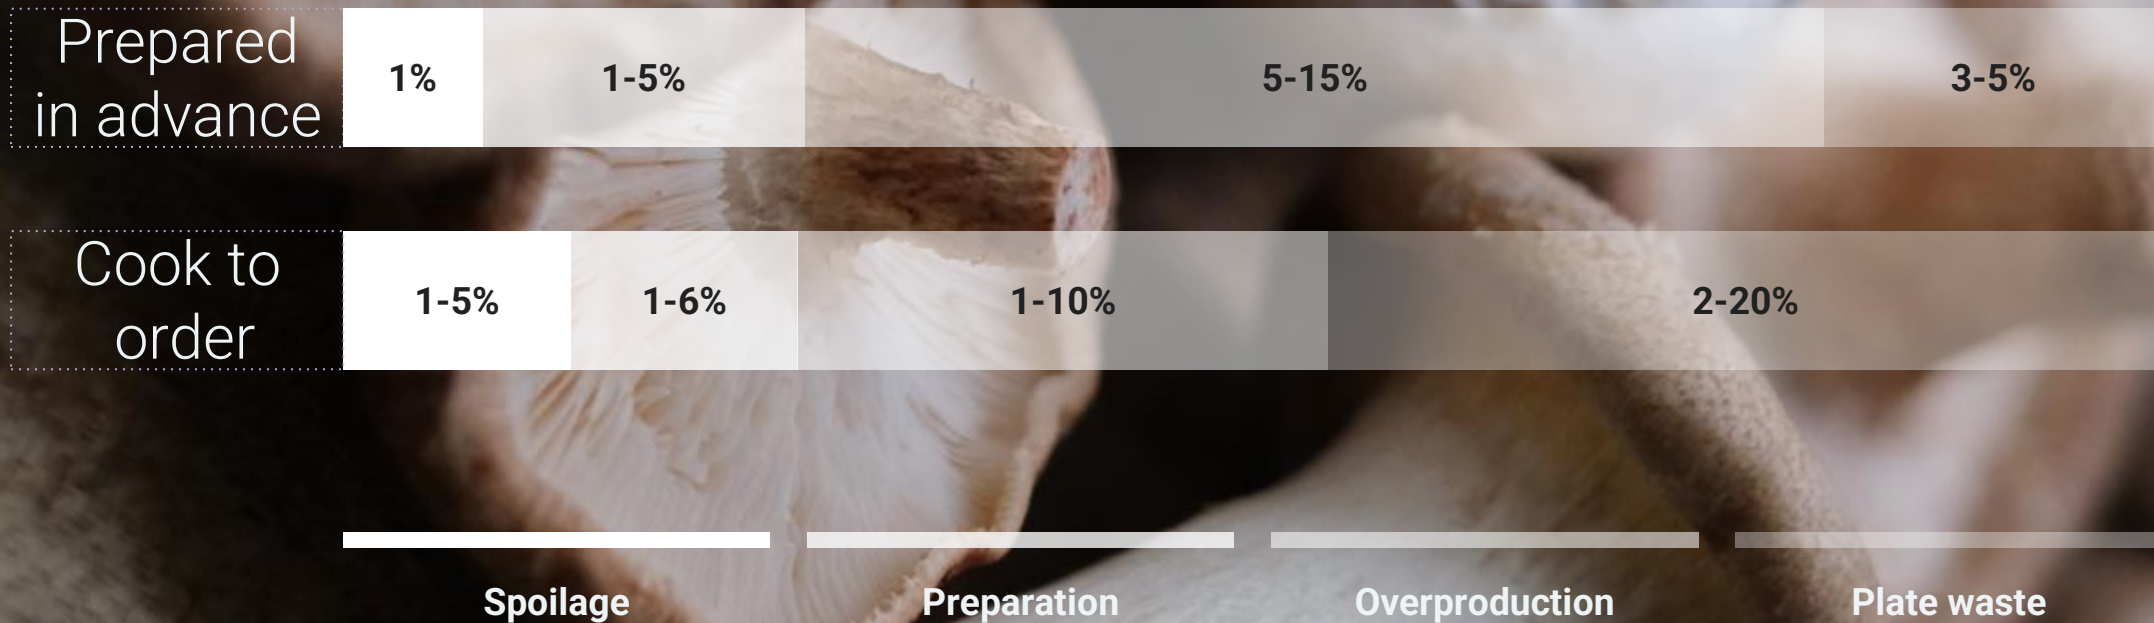 Prepared
in advance
1%
1-5%
5-15%
3-5%
Cook to
order
1-5%
1-6%
1-10%
2-20%
Spoilage
Preparation
Overproduction
Plate waste